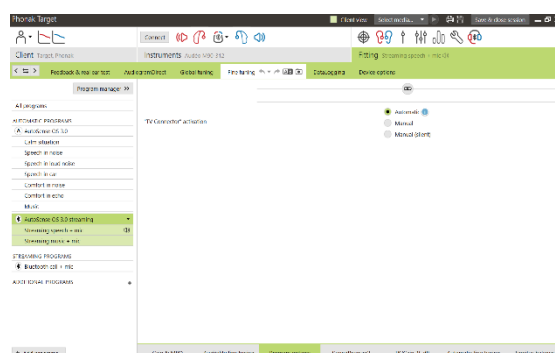 Phonak Target
Client view
Select media...
Save & close session
Client Target, Phonak
Connect
Instruments Audéo M90-312
Fitting Streaming speech + mic
Feedback & real ear test
AudiogramDirect
Global tuning
Fine tuning
DataLogging
Device options
Program manager
All programs
AUTOMATIC PROGRAMS
AutoSense OS 3.0
Calm situation
Speech in noise
Speech in loud noise
Speech in car
Comfort in noise
Comfort in echo
Music
AutoSense OS 3.0 streaming
Streaming speech + mic
Streaming music + mic
STREAMING PROGRAMS
Bluetooth call + mic
ADDITIONAL PROGRAMS
"TV Connector" activation
Automatic
Manual
Manual (silent)
Program options